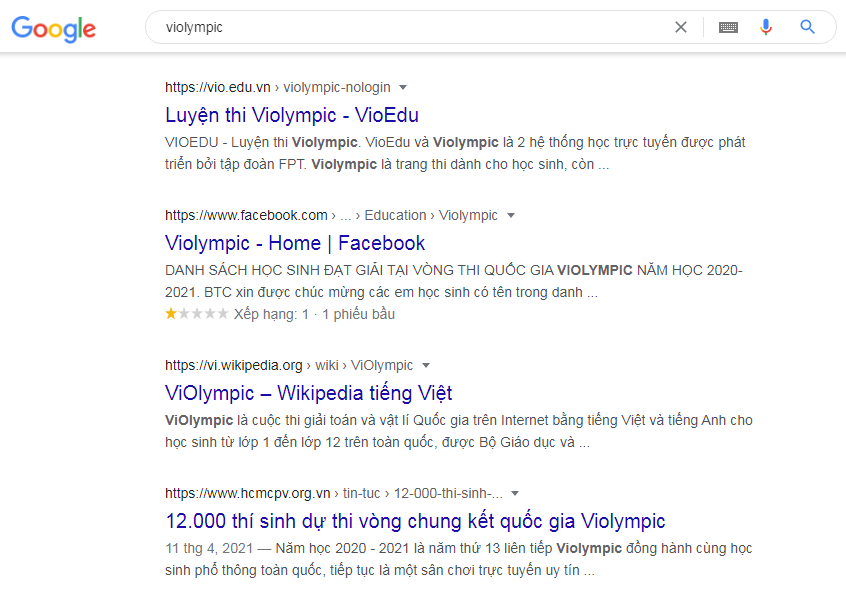 Google
violympic
https://vio.edu.vn › violympic-nologin
Luyện thi Violympic - VioEdu
VIOEDU - Luyện thi Violympic. VioEdu và Violympic là 2 hệ thống học trực tuyến được phát
triển bởi tập đoàn FPT. Violympic là trang thi dành cho học sinh, còn ...
https://www.facebook.com › ... › Education › Violympic
Violympic - Home | Facebook
DANH SÁCH HỌC SINH ĐẠT GIẢI TẠI VÒNG THI QUỐC GIA VIOLYMPIC NĂM HỌC 2020-
2021. BTC xin được chúc mừng các em học sinh có tên trong danh ...
Xếp hạng: 1 · 1 phiếu bầu
https://vi.wikipedia.org › wiki › ViOlympic
ViOlympic – Wikipedia tiếng Việt
ViOlympic là cuộc thi giải toán và vật lí Quốc gia trên Internet bằng tiếng Việt và tiếng Anh cho
học sinh từ lớp 1 đến lớp 12 trên toàn quốc, được Bộ Giáo dục và ...
https://www.hcmcpv.org.vn › tin-tuc › 12-000-thi-sinh-...
12.000 thí sinh dự thi vòng chung kết quốc gia Violympic
11 thg 4, 2021 — Năm học 2020 - 2021 là năm thứ 13 liên tiếp Violympic đồng hành cùng học
sinh phổ thông toàn quốc, tiếp tục là một sân chơi trực tuyến uy tín ...